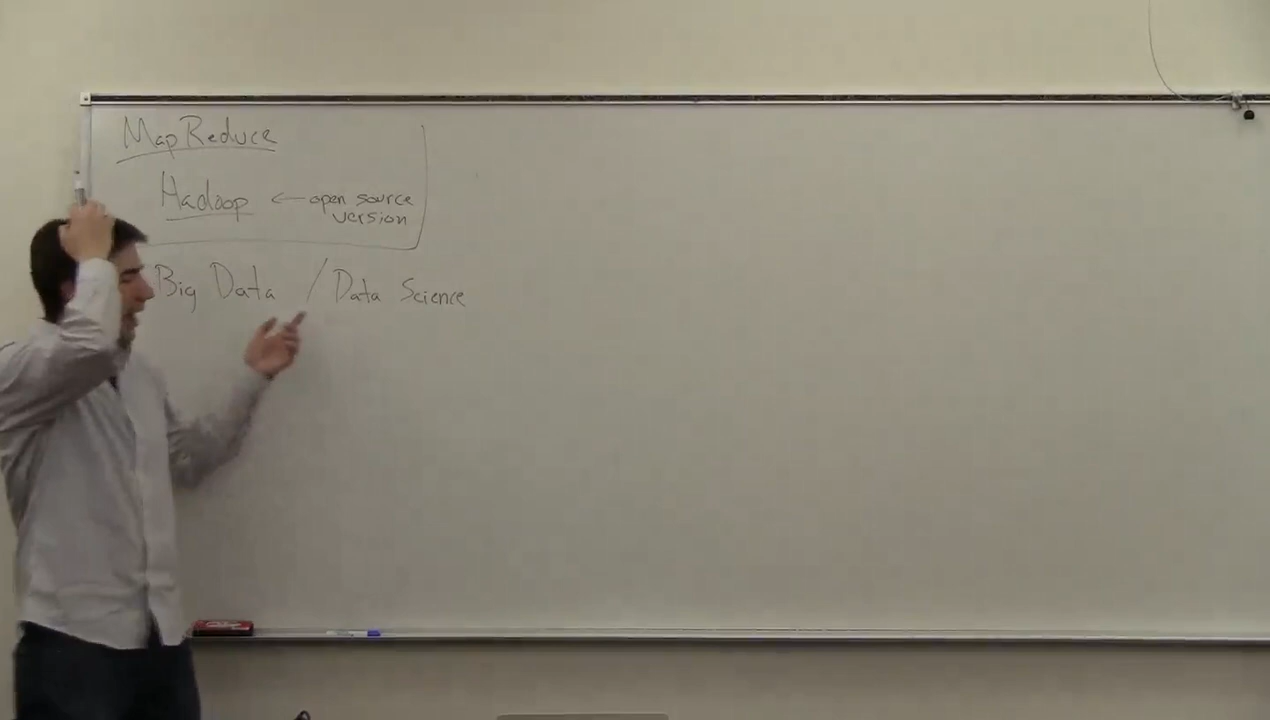 MapReduce
Hadoop <— open source
version
Big Data / Data Science